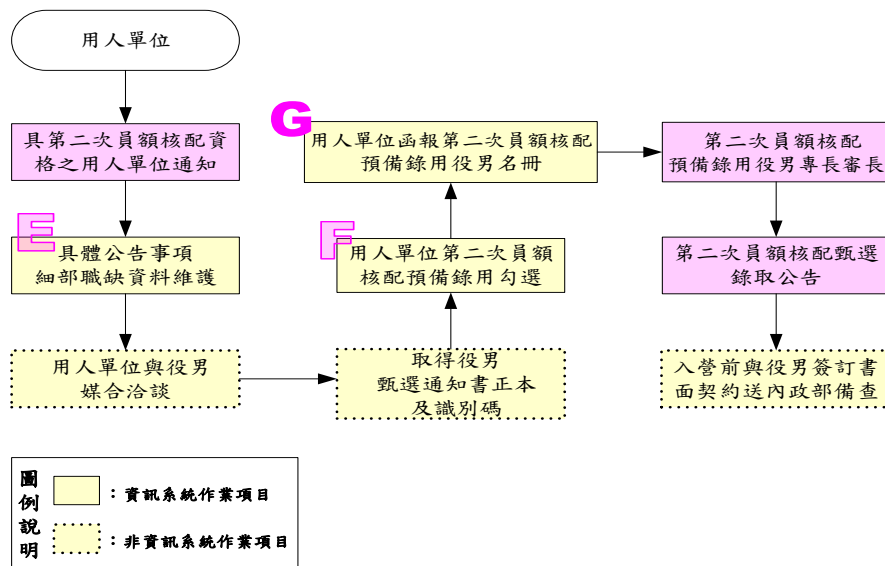 用人單位
具第二次員額核配資
格之用人單位通知
E
具體公告事項
細部職缺資料維護
用人單位與役男
媒合洽談
取得役男
甄選通知書正本
及識別碼
F
用人單位第二次員額
核配預備錄用勾選
G
用人單位函報第二次員額核配
預備錄用役男名冊
第二次員額核配
預備錄用役男專長審長
第二次員額核配甄選
錄取公告
入營前與役男簽訂書
面契約送內政部備查
圖例說明
：資訊系統作業項目
：非資訊系統作業項目